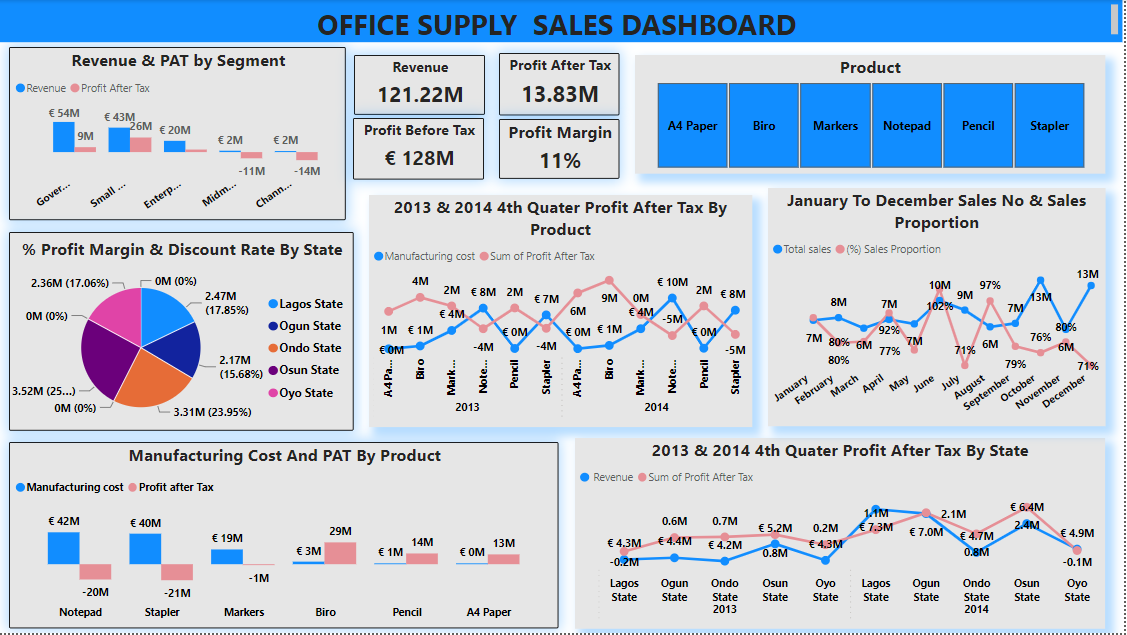 OFFICE SUPPLY SALES DASHBOARD
Revenue & PAT by Segment
Revenue Profit After Tax
€ 54M
9M
€ 43M
26M
€ 20M
€ 2M
-11M
€ 2M
-14M
Gover...
Small ...
Enterp...
Midm...
Chann...
Revenue
121.22M
Profit After Tax
13.83M
Profit Before Tax
€ 128M
Profit Margin
11%
Product
A4 Paper
Biro
Markers
Notepad
Pencil
Stapler
% Profit Margin & Discount Rate By State
2.36M (17.06%)
0M (0%)
2.47M
(17.85%)
0M (0%)
2.17M
(15.68%)
3.52M (25...)
0M (0%)
3.31M (23.95%)
Lagos State
Ogun State
Ondo State
Osun State
Oyo State
2013 & 2014 4th Quater Profit After Tax By
Product
Manufacturing cost Sum of Profit After Tax
1M
€ 0M
4M
€ 1M
2M
€ 4M
€ 8M
-4M
2M
€ 0M
€ 7M
-4M
6M
€ 0M
9M
€ 1M
0M
€ 4M
€ 10M
-5M
2M
€ 0M
€ 8M
-5M
A4 Pa...
Biro
Mark...
Note...
Pencil
Stapler
A4 Pa...
Biro
Mark...
Note...
Pencil
Stapler
2013
2014
January To December Sales No & Sales
Proportion
Total sales (%) Sales Proportion
7M
8M
80%
80%
6M
7M
92%
77%
7M
10M
102%
9M
71%
97%
6M
7M
79%
13M
76%
80%
6M
13M
71%
January
February
March
April
May
June
July
August
September
October
November
December
Manufacturing Cost And PAT By Product
Manufacturing cost Profit after Tax
€ 42M
-20M
€ 40M
-21M
€ 19M
-1M
€ 3M
29M
€ 1M
14M
€ 0M
13M
Notepad
Stapler
Markers
Biro
Pencil
A4 Paper
2013 & 2014 4th Quater Profit After Tax By State
Revenue Sum of Profit After Tax
€ 4.3M
-0.2M
0.6M
€ 4.4M
0.7M
€ 4.2M
€ 5.2M
0.8M
0.2M
€ 4.3M
1.1M
€ 7.3M
€ 7.0M
2.1M
€ 4.7M
0.8M
€ 6.4M
2.4M
€ 4.9M
-0.1M
Lagos State
Ogun State
Ondo State
Osun State
Oyo State
Lagos State
Ogun State
Ondo State
Osun State
Oyo State
2013
2014